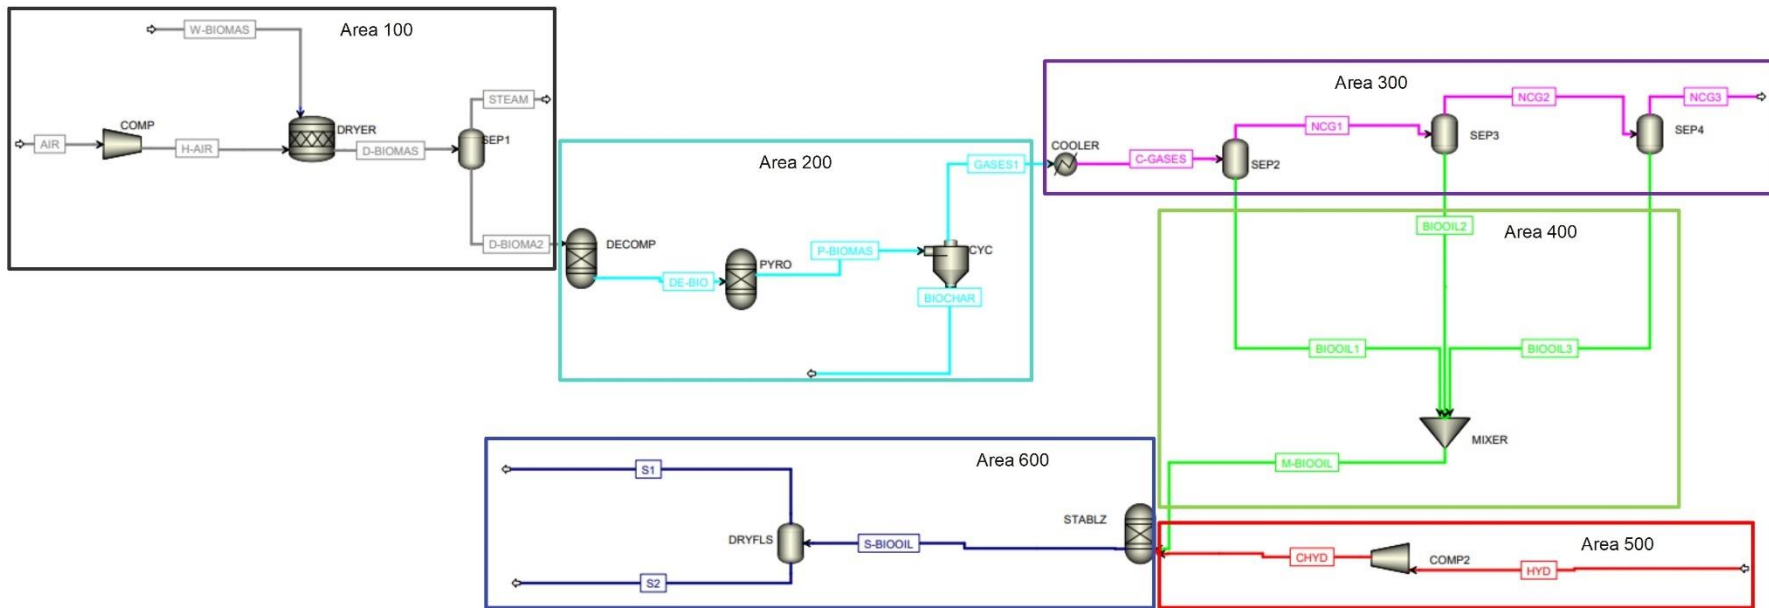 Area 100
W-BIOMAS
STEAM
COMP
DRYER
SEP1
AIR
H-AIR
D-BIOMAS
D-BIOMA2
Area 200
DECOMP
DE-BIO
PYRO
P-BIOMAS
GASES1
CYC
BIOCHAR
Area 300
COOLER
C-GASES
SEP2
NCG1
NCG2
SEP3
NCG3
SEP4
Area 400
BIOOIL2
BIOOIL1
BIOOIL3
MIXER
M-BIOOIL
Area 500
CHYD
COMP2
HYD
Area 600
STABLZ
S-BIOOIL
DRYFLS
S1
S2